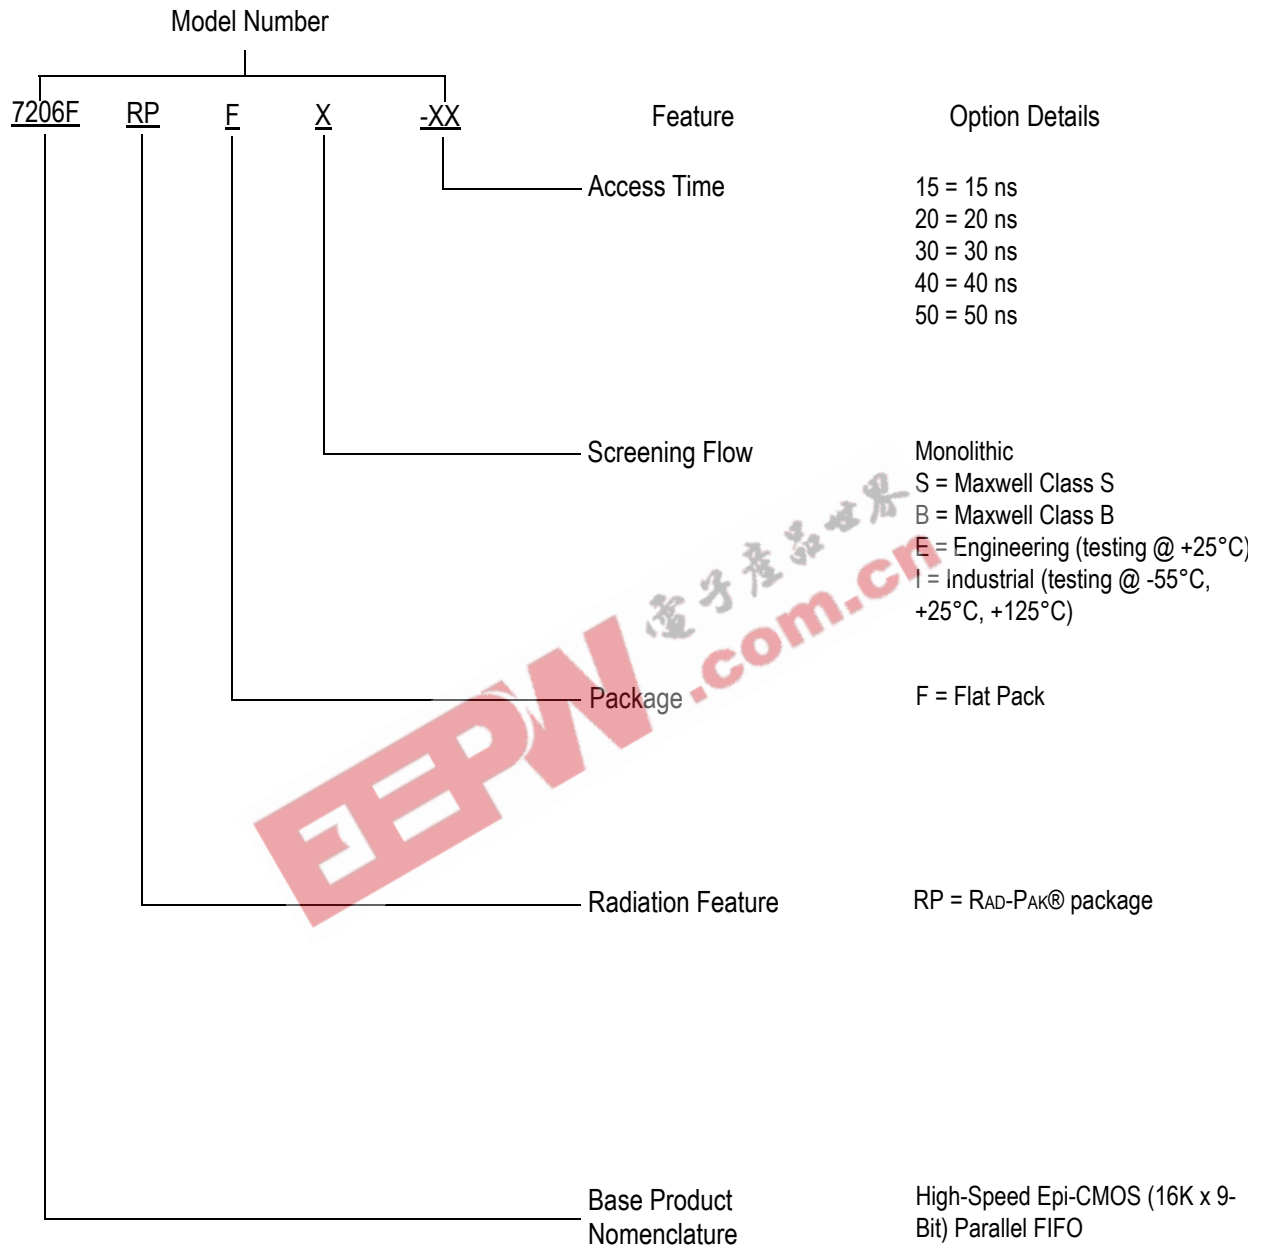 Model Number
7206F RP F X -XX Feature Option Details
Access Time 15 = 15 ns
20 = 20 ns
30 = 30 ns
40 = 40 ns
50 = 50 ns
Screening Flow Monolithic
S = Maxwell Class S
B = Maxwell Class B
E = Engineering (testing @ +25°C)
I = Industrial (testing @ -55°C,
+25°C, +125°C)
電子產品世界
EEPW.com.cn
Package F = Flat Pack
Radiation Feature RP = RAD-PAK® package
Base Product High-Speed Epi-CMOS (16K x 9-
Nomenclature Bit) Parallel FIFO